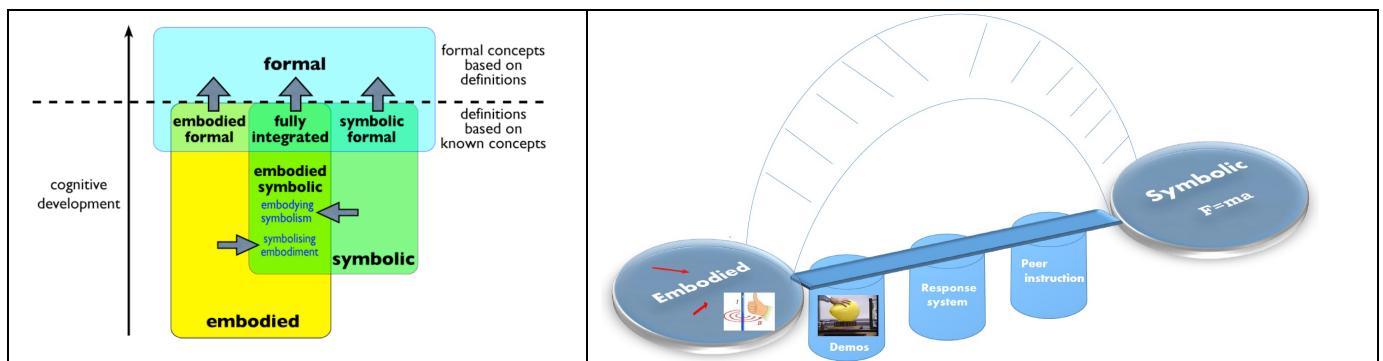 formal
formal concepts
based on
definitions
embodied
formal
fully
integrated
symbolic
formal
definitions
based on
known concepts
cognitive
development
embodied
symbolic
embodying
symbolism
symbolising
embodiment
symbolic
embodied
Symbolic
F=ma
Embodied
I
B
Peer
instruction
Response
system
Demos